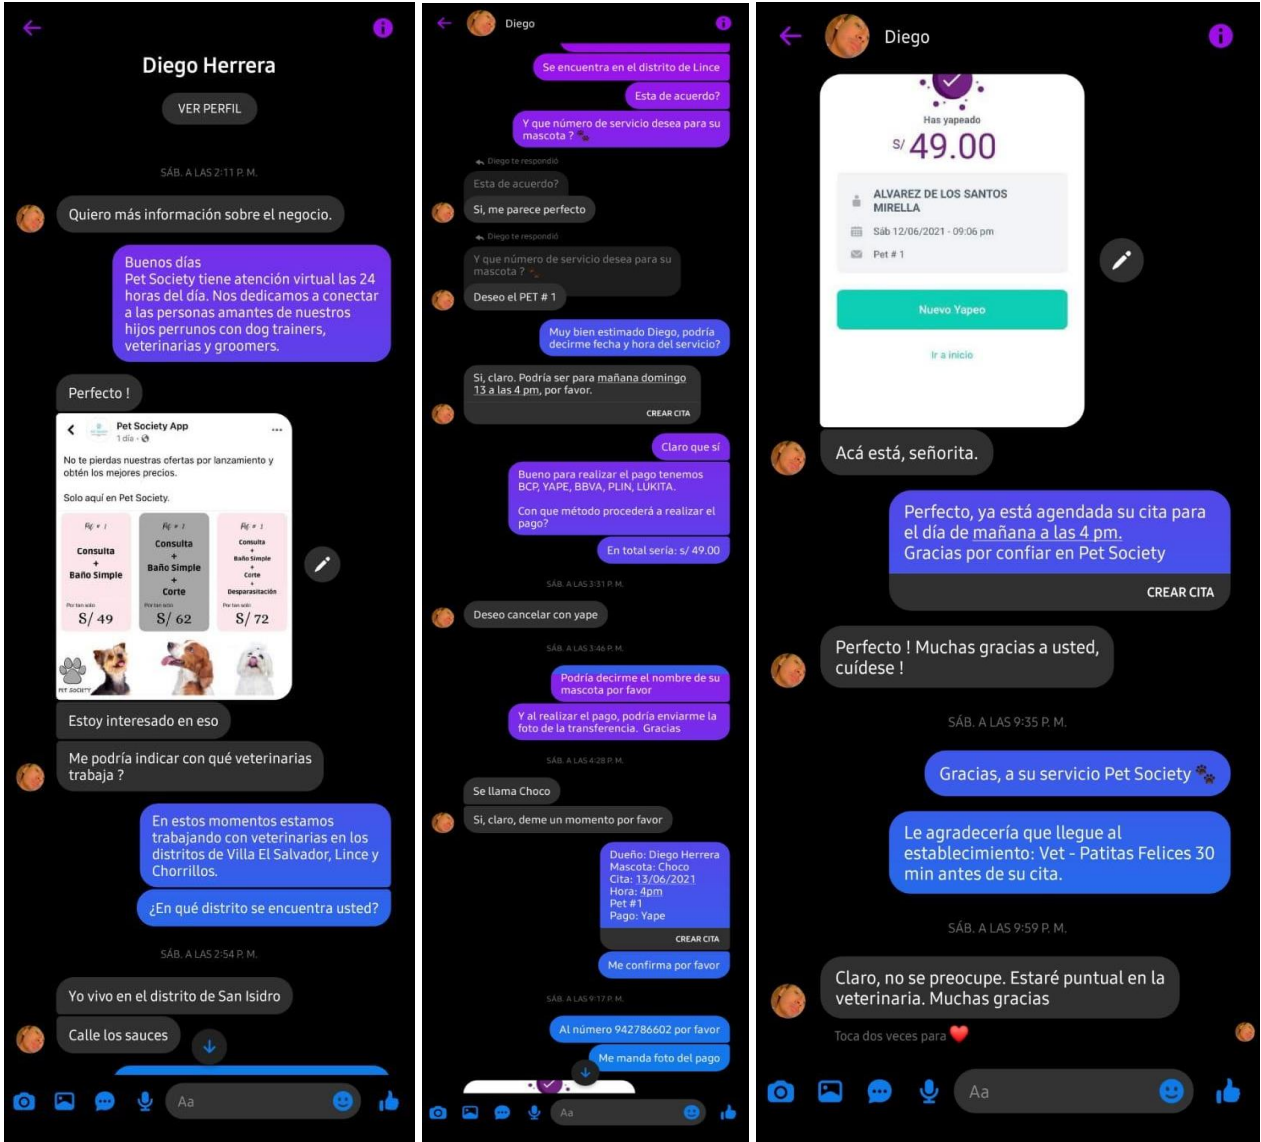 Diego Herrera
VER PERFIL
SÁB. A LAS 2:11 P. M.
Quiero más información sobre el negocio.
Buenos días
Pet Society tiene atención virtual las 24
horas del día. Nos dedicamos a conectar
a las personas amantes de nuestros
hijos perrunos con dog trainers,
veterinarias y groomers.
Perfecto !
Pet Society App
1 día
No te pierdas nuestras ofertas por lanzamiento y
obtén los mejores precios.
Solo aquí en Pet Society.
Consulta
+
Baño Simple
Por tan solo
S/ 49
Consulta
+
Baño Simple
+
Corte
Por tan solo
S/ 62
Consulta
+
Baño Simple
+
Corte
+
Desparasitación
Por tan solo
S/ 72
PET SOCIETY
Estoy interesado en eso
Me podría indicar con qué veterinarias
trabaja ?
En estos momentos estamos
trabajando con veterinarias en los
distritos de Villa El Salvador, Lince y
Chorrillos.
¿En qué distrito se encuentra usted?
SÁB. A LAS 2:54 P. M.
Yo vivo en el distrito de San Isidro
Calle los sauces
Aa
Diego
Se encuentra en el distrito de Lince
Esta de acuerdo?
Y que número de servicio desea para su
mascota ?
Diego te respondió
Esta de acuerdo?
Si, me parece perfecto
Diego te respondió
Y que número de servicio desea para su
mascota ?
Deseo el PET # 1
Muy bien estimado Diego, podría
decirme fecha y hora del servicio?
Si, claro. Podría ser para mañana domingo
13 a las 4 pm, por favor.
CREAR CITA
Claro que sí
Bueno para realizar el pago tenemos
BCP, YAPE, BBVA, PLIN, LUKITA.
Con que método procederá a realizar el
pago?
En total sería: s/ 49.00
SÁB. A LAS 3:31 P. M.
Deseo cancelar con yape
SÁB. A LAS 3:46 P. M.
Podría decirme el nombre de su
mascota por favor
Y al realizar el pago, podría enviarme la
foto de la transferencia. Gracias
SÁB. A LAS 4:28 P. M.
Se llama Choco
Si, claro, deme un momento por favor
Dueño: Diego Herrera
Mascota: Choco
Cita: 13/06/2021
Hora: 4pm
Pet #1
Pago: Yape
CREAR CITA
Me confirma por favor
SÁB. A LAS 9:17 P. M.
Al número 942786602 por favor
Me manda foto del pago
Aa
Diego
Has yapeado
S/ 49.00
ALVAREZ DE LOS SANTOS
MIRELLA
Sáb 12/06/2021 - 09:06 pm
Pet # 1
Nuevo Yapeo
Ir a inicio
Acá está, señorita.
Perfecto, ya está agendada su cita para
el día de mañana a las 4 pm.
Gracias por confiar en Pet Society
CREAR CITA
Perfecto ! Muchas gracias a usted,
cuídese !
SÁB. A LAS 9:35 P. M.
Gracias, a su servicio Pet Society
Le agradecería que llegue al
establecimiento: Vet - Patitas Felices 30
min antes de su cita.
SÁB. A LAS 9:59 P. M.
Claro, no se preocupe. Estaré puntual en la
veterinaria. Muchas gracias
Toca dos veces para
Aa